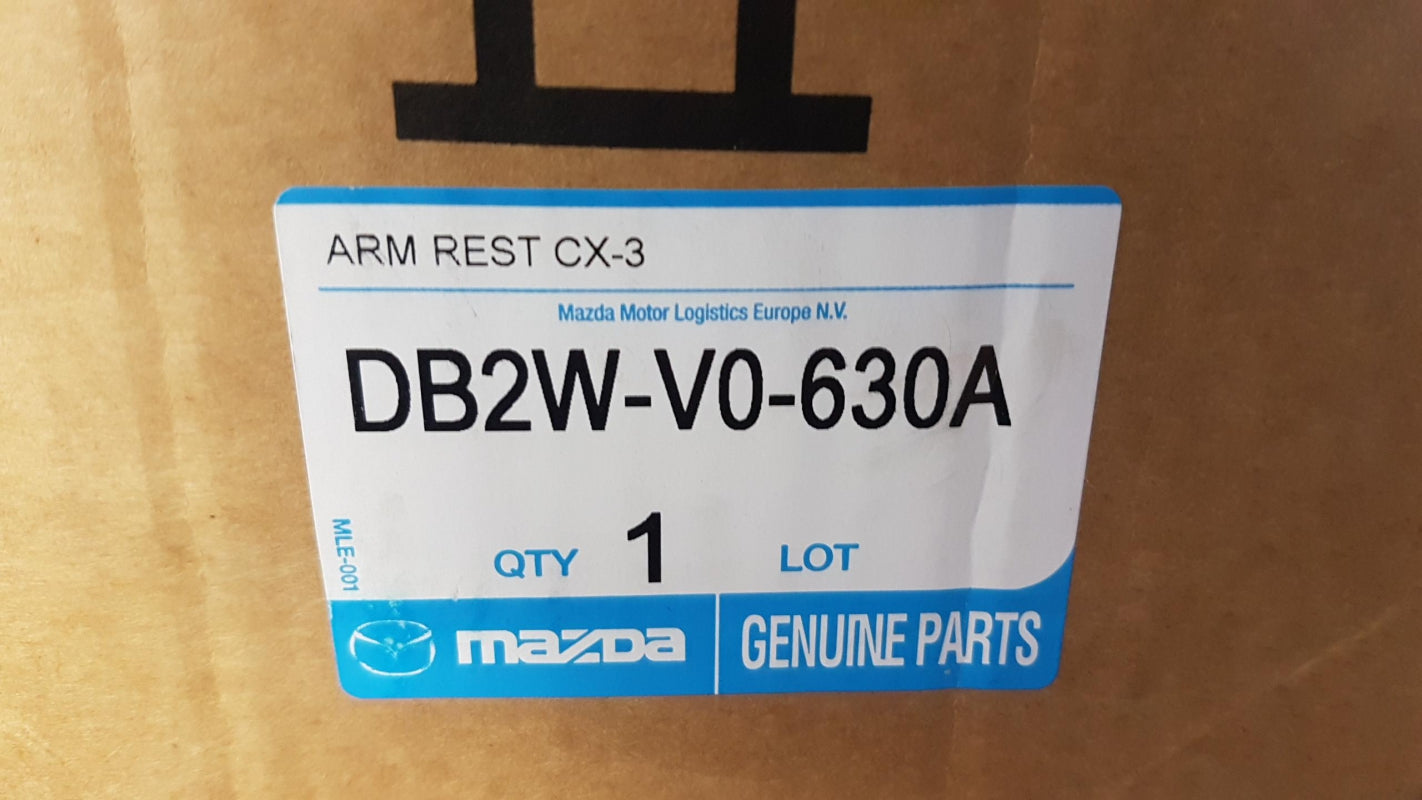 ARM REST CX-3
Mazda Motor Logistics Europe N.V.
DB2W-V0-630A
QTY 1 LOT
MLE-001
mazda GENUINE PARTS